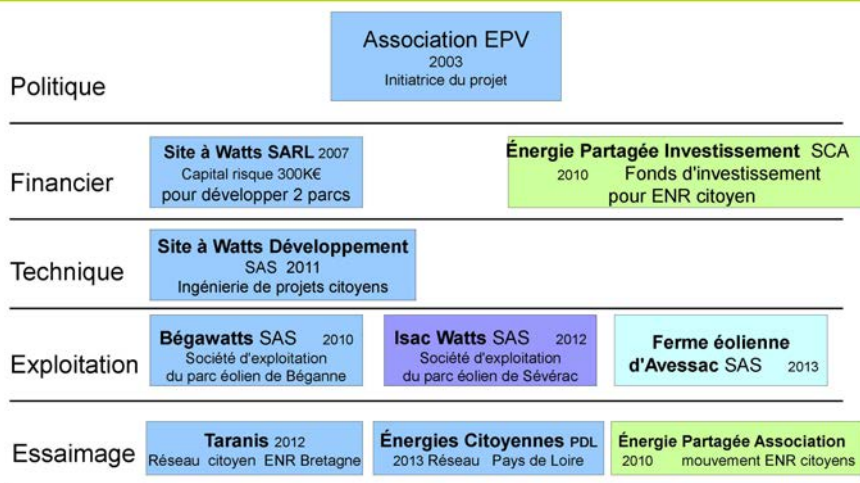 Association EPV
2003
Initiatrice du projet
Politique
Site à Watts SARL 2007
Capital risque 300K€
pour développer 2 parcs
Énergie Partagée Investissement SCA
2010 Fonds d'investissement
pour ENR citoyen
Financier
Site à Watts Développement
SAS 2011
Ingénierie de projets citoyens
Technique
Bégawatts SAS 2010
Société d'exploitation
du parc éolien de Béganne
Isac Watts SAS 2012
Société d'exploitation
du parc éolien de Sévérac
Ferme éolienne
d'Avessac SAS 2013
Exploitation
Taranis 2012
Réseau citoyen ENR Bretagne
Énergies Citoyennes PDL
2013 Réseau Pays de Loire
Énergie Partagée Association
2010 mouvement ENR citoyens
Essaimage